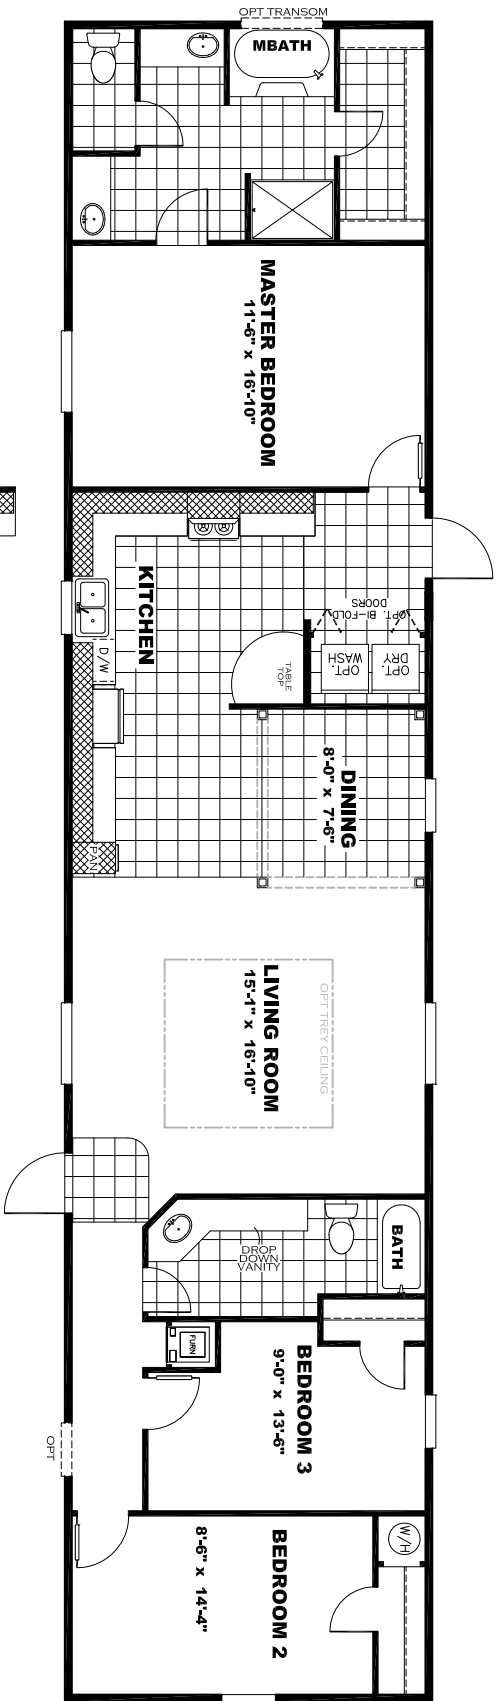 OPT TRANSOM
MBATH
MASTER BEDROOM
11'-6" x 16'-10"
KITCHEN
D/W
OPT. BI-FOLD
DOORS
OPT.
WASH
OPT.
DRY
TABLE
TOP
DINING
8'-0" x 7'-6"
PAN
LIVING ROOM
15'-1" x 16'-10"
OPT TREY CEILING
DROP
DOWN
VANITY
BATH
FURN
BEDROOM 3
9'-0" x 13'-6"
OPT
W/H
BEDROOM 2
8'-6" x 14'-4"